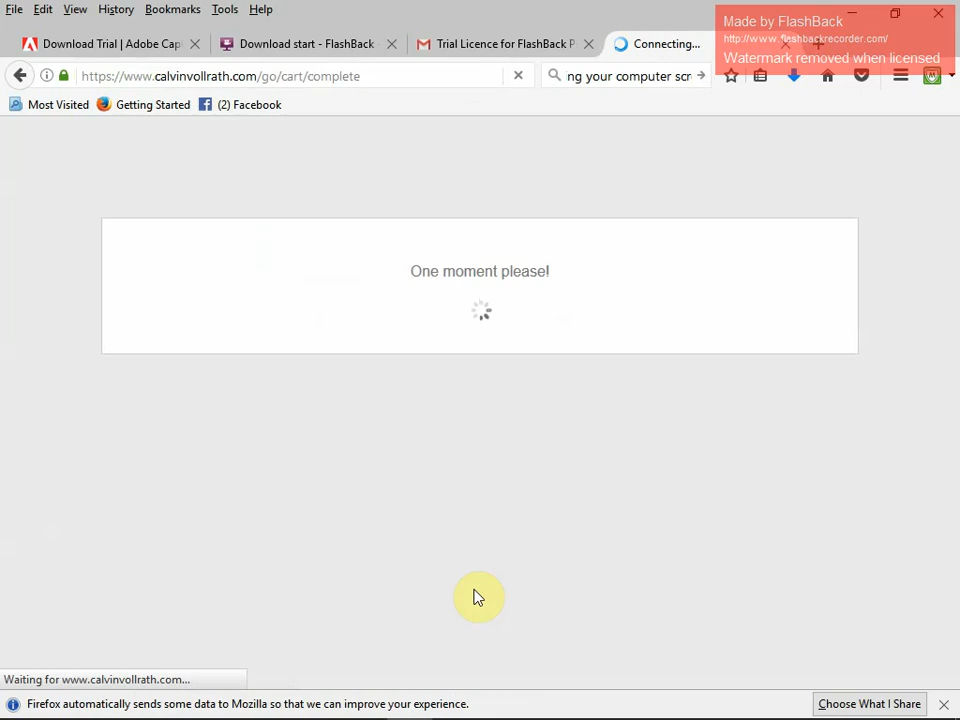 File Edit View History Bookmarks Tools Help
Made by FlashBack
http://www.flashbackrecorder.com/
Watermark removed when licensed
Download Trial | Adobe Cap
Download start - FlashBack
Trial Licence for FlashBack P
Connecting...
https://www.calvinvollrath.com/go/cart/complete
ng your computer scr
Most Visited Getting Started (2) Facebook
One moment please!
Waiting for www.calvinvollrath.com...
Firefox automatically sends some data to Mozilla so that we can improve your experience.
Choose What I Share